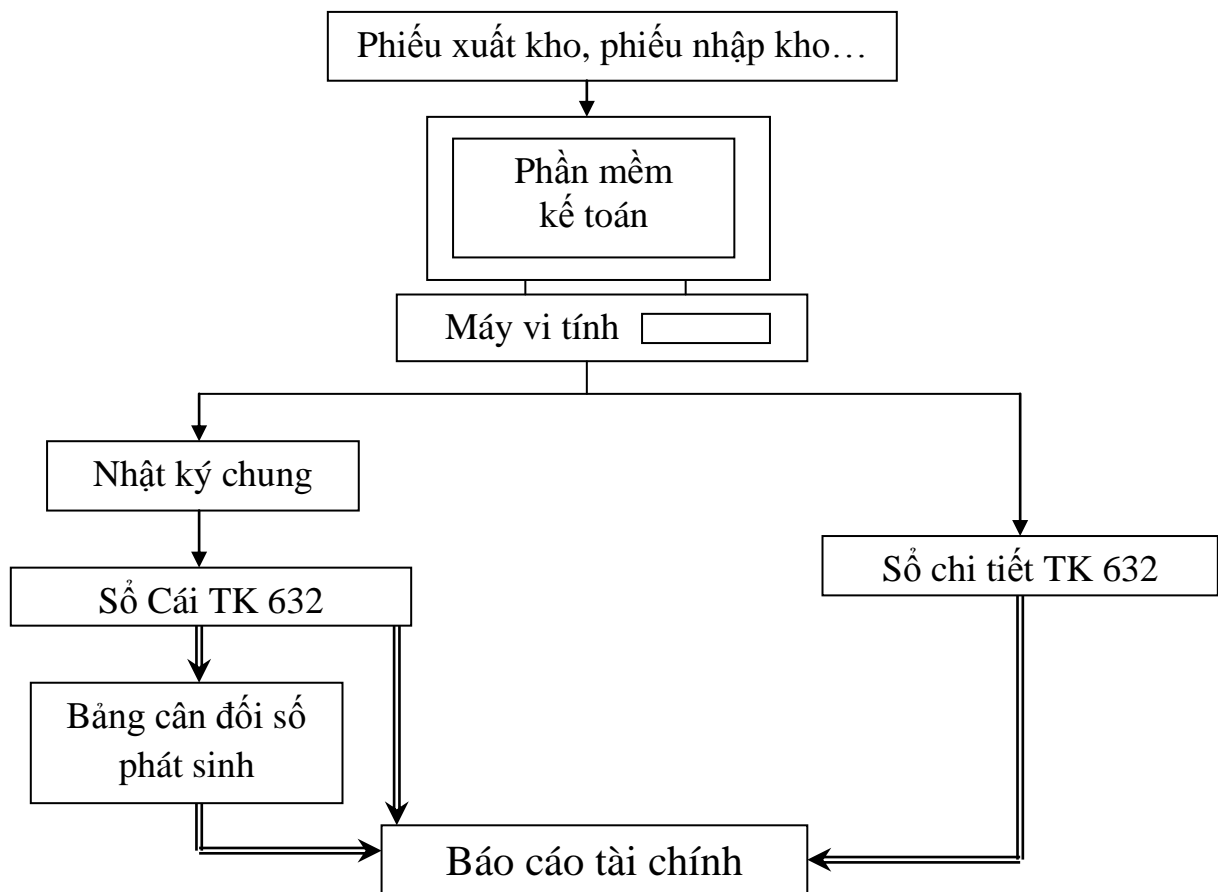 Phiếu xuất kho, phiếu nhập kho…
Phần mềm
kế toán
Máy vi tính
Nhật ký chung
Sổ chi tiết TK 632
Sổ Cái TK 632
Bảng cân đối số
phát sinh
Báo cáo tài chính